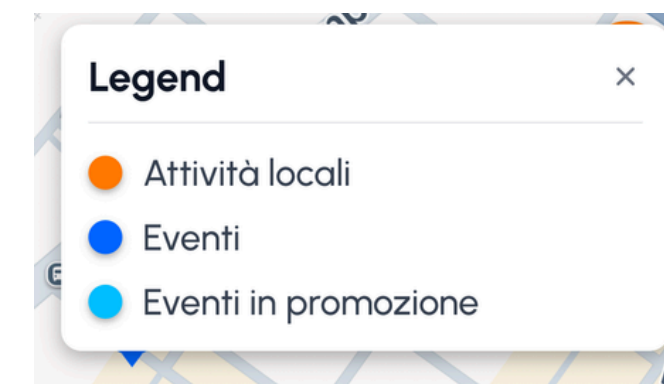 Legend
Attività locali
Eventi
Eventi in promozione